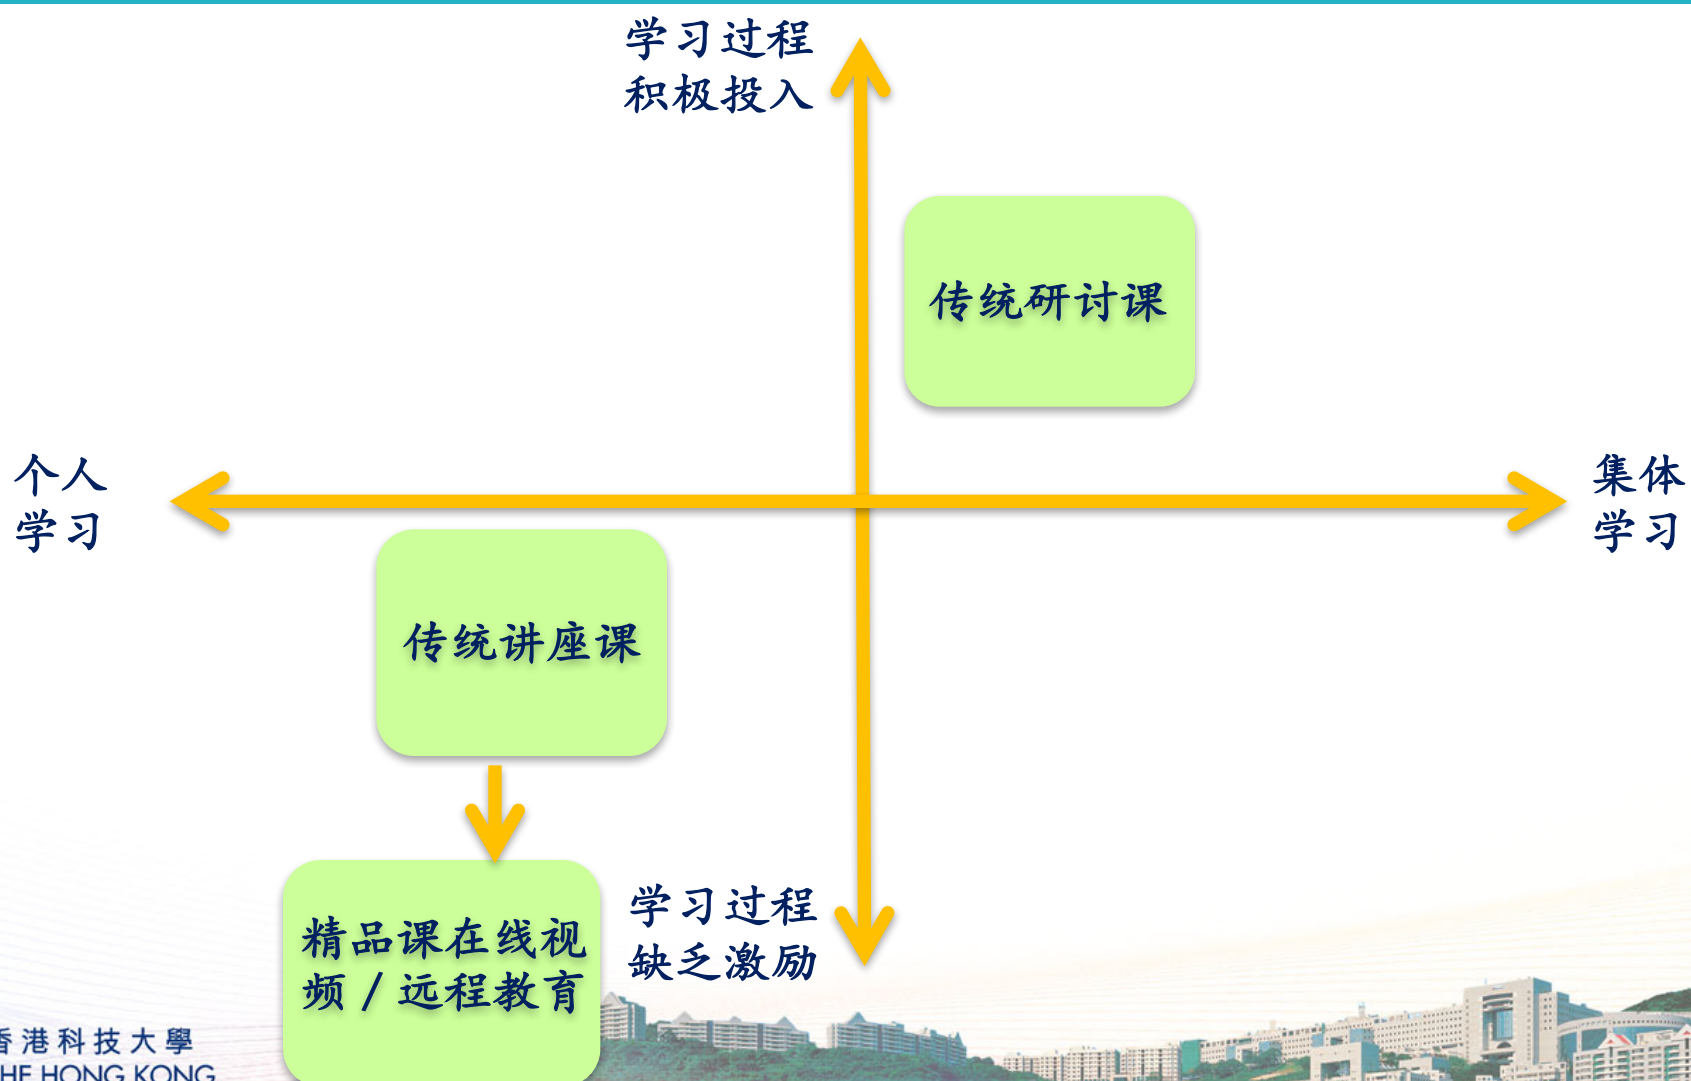 学习过程
积极投入
传统研讨课
个人
学习
集体
学习
传统讲座课
精品课在线视
频 / 远程教育
学习过程
缺乏激励
香港科技大學
THE HONG KONG